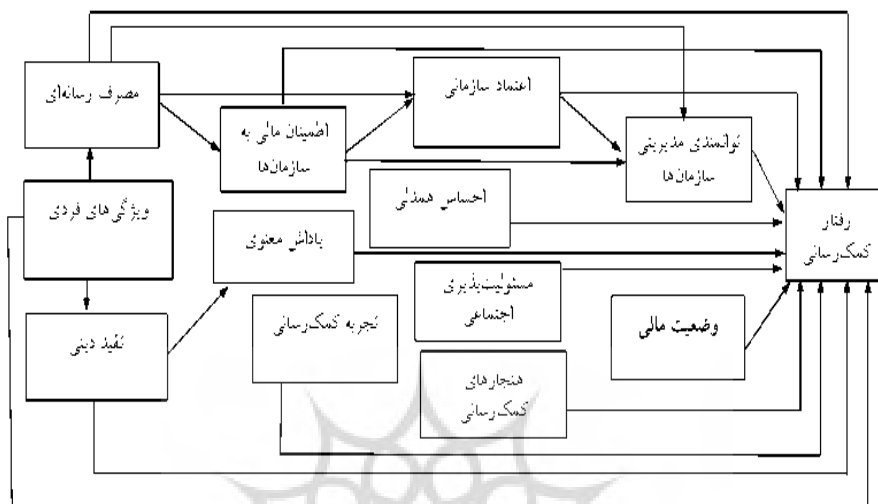 مصرف رسانه‌ای
اعتماد سازمانی
اطمینان مالی به
سازمان‌ها
توانمندی مدیریتی
سازمان‌ها
ویژگی‌های فردی
احساس همدلی
رفتار
کمک‌رسانی
پاداش معنوی
مسئولیت‌پذیری
اجتماعی
وضعیت مالی
تجربه کمک‌رسانی
تقید دینی
هنجارهای
کمک‌رسانی